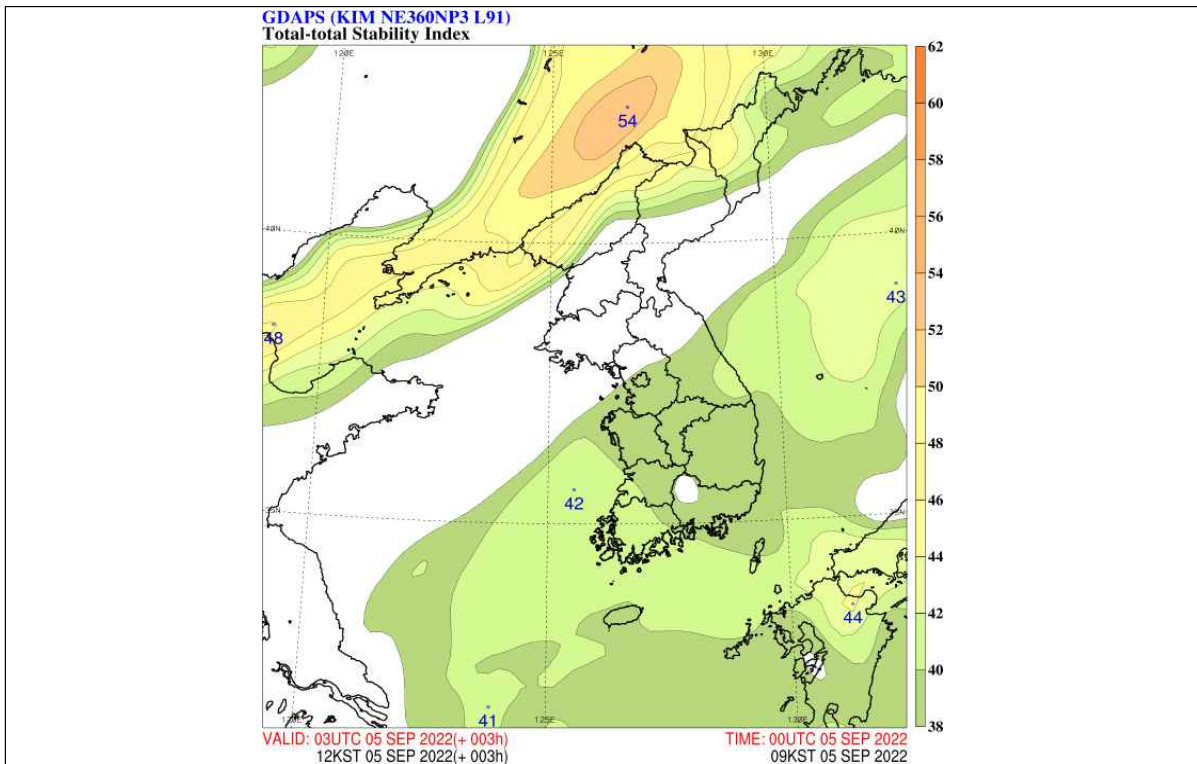 GDAPS (KIM NE360NP3 L91)
Total-total Stability Index
120E 125E 130E
62
60
58
56
54
52
50
48
46
44
42
40
38
54
40N 40N
43
48
42
35N 35N
44
41
120E 125E 130E
VALID: 03UTC 05 SEP 2022(+ 003h) TIME: 00UTC 05 SEP 2022
12KST 05 SEP 2022(+ 003h) 09KST 05 SEP 2022